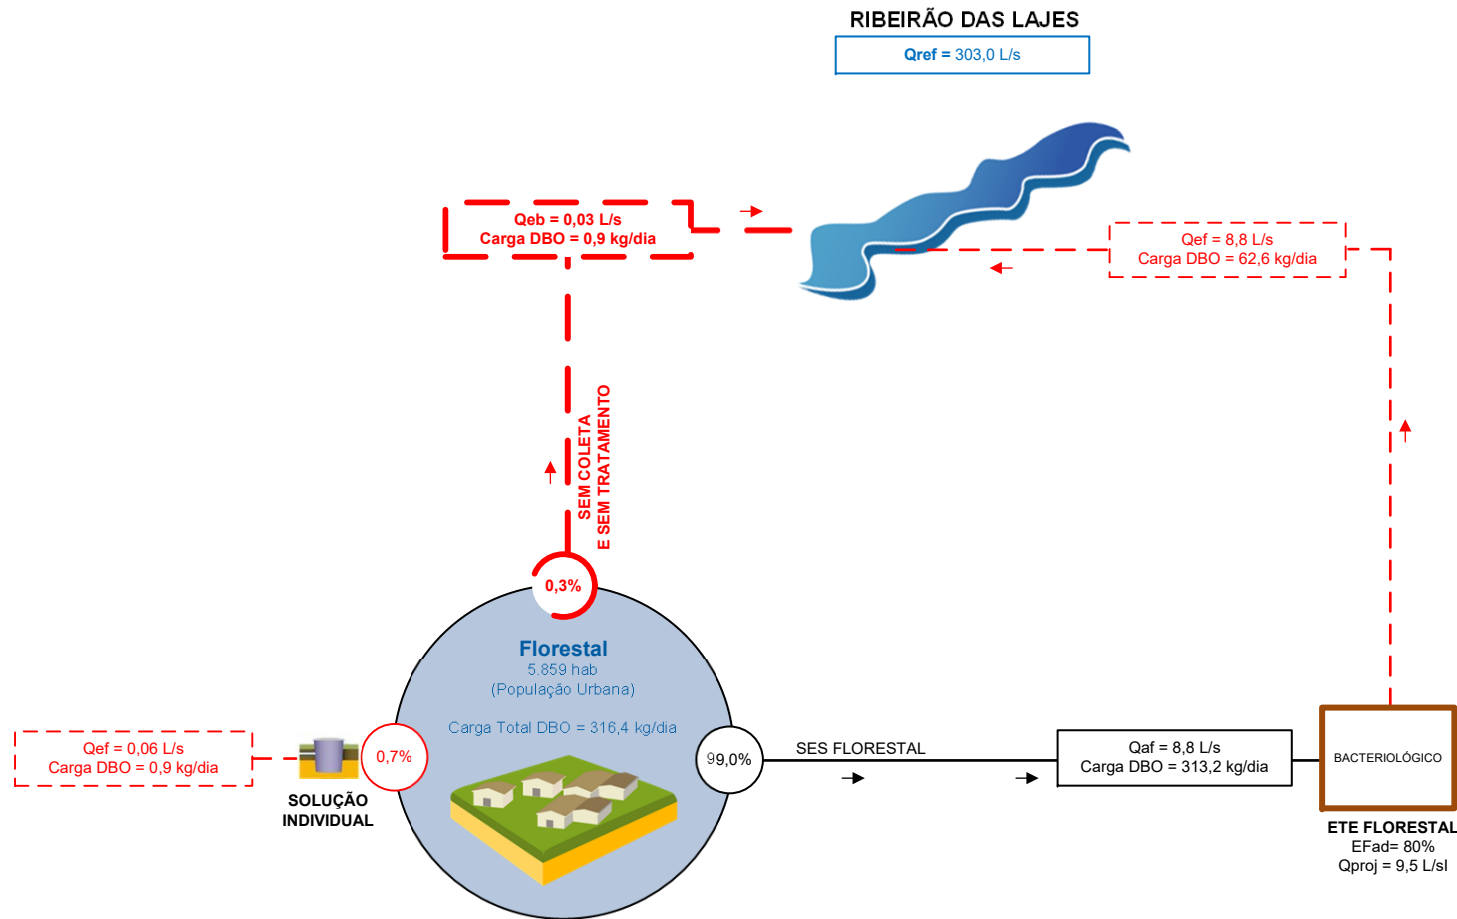 RIBEIRÃO DAS LAJES
Qref = 303,0 L/s
Qeb = 0,03 L/s
Carga DBO = 0,9 kg/dia
Qef = 8,8 L/s
Carga DBO = 62,6 kg/dia
SEM COLETA
E SEM TRATAMENTO
0,3%
Florestal
5.859 hab
(População Urbana)
Carga Total DBO = 316,4 kg/dia
Qef = 0,06 L/s
Carga DBO = 0,9 kg/dia
0,7%
SOLUÇÃO
INDIVIDUAL
99,0%
SES FLORESTAL
Qaf = 8,8 L/s
Carga DBO = 313,2 kg/dia
BACTERIOLÓGICO
ETE FLORESTAL
EFad= 80%
Qproj = 9,5 L/sl